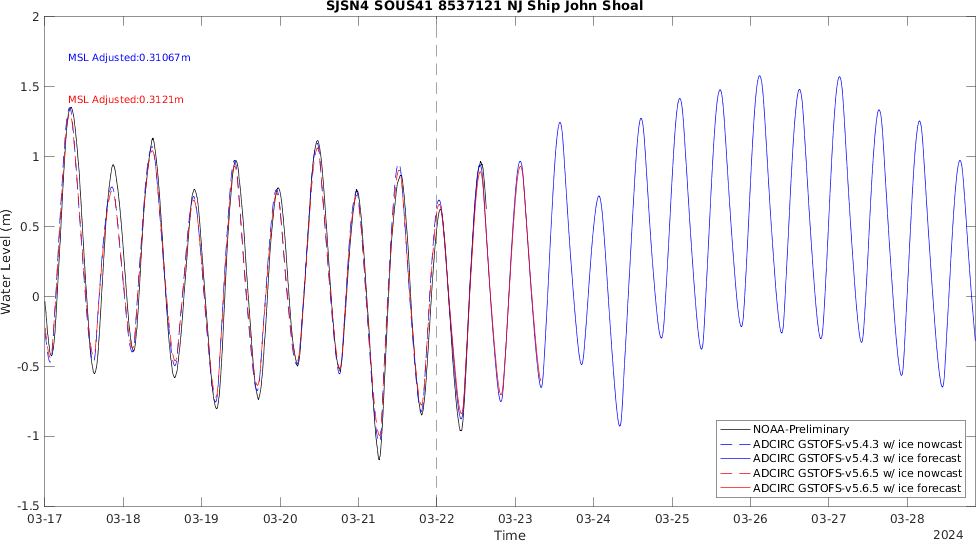 SJSN4 SOUS41 8537121 NJ Ship John Shoal
2
1.5
1
0.5
0
-0.5
-1
-1.5
Water Level (m)
MSL Adjusted:0.31067m
MSL Adjusted:0.3121m
NOAA-Preliminary
ADCIRC GSTOFS-v5.4.3 w/ ice nowcast
ADCIRC GSTOFS-v5.4.3 w/ ice forecast
ADCIRC GSTOFS-v5.6.5 w/ ice nowcast
ADCIRC GSTOFS-v5.6.5 w/ ice forecast
03-17 03-18 03-19 03-20 03-21 03-22 03-23 03-24 03-25 03-26 03-27 03-28
Time
2024